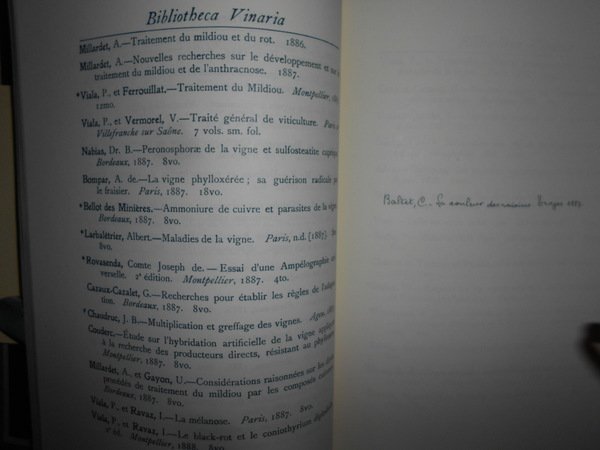 Bibliotheca Vinaria
Millardet, A.—Traitement du mildiou et du rot. 1886.
Millardet, A.—Nouvelles recherches sur le développement et sur le
traitement du mildiou et de l'anthracnose. 1887.
*Viala, P., et Ferrouillat.—Traitement du Mildiou. Montpellier,
12mo.
Viala, P., et Vermorel, V.—Traité général de viticulture. Paris
Villefranche sur Saône. 7 vols. sm. fol.
Nabias, Dr. B.—Peronosphoræ de la vigne et sulfosteatite
Bordeaux, 1887. 8vo.
Bompar, A. de.—La vigne phylloxérée; sa guérison radicale
le fraisier. Paris, 1887. 18vo.
*Bellot des Minières.—Ammoniure de cuivre et parasites de la
Bordeaux, 1887. 8vo.
*Larbalétrier, Albert.—Maladies de la vigne. Paris, n.d. [1887].
8vo.
*Rovasenda, Comte Joseph de.—Essai d'une Ampélographie
verselle. 2e édition. Montpellier, 1887. 4to.
Cazaux-Cazalet, G.—Recherches pour établir les règles de
tion. Bordeaux, 1887. 8vo.
*Chaudruc, J. B.—Multiplication et greffage des vignes. Agen,
Couderc.—Étude sur l'hybridation artificielle de la vigne
à la recherche des producteurs directs, résistant au
Montpellier, 1887. 8vo.
Millardet, A., et Gayon, U.—Considérations raisonnées sur les
procédés de traitement du mildiou par les composés
Bordeaux, 1887. 8vo.
Viala, P., et Ravaz, L.—La mélanose. Paris, 1887. 8vo.
Viala, P., et Ravaz, L.—Le black-rot et le coniothyrium
2e éd. Montpellier, 1888. 8vo.
Baltet, C. La couleur des raisins Troyes